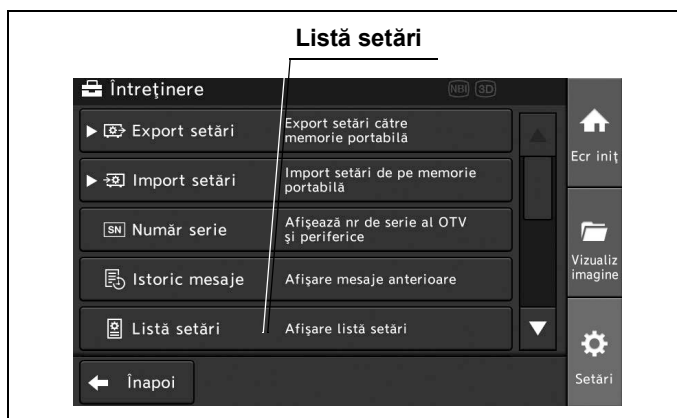 Listă setări
Întreţinere
NBI 3D
Export setări
Export setări către
memorie portabilă
Import setări
Import setări de pe memorie
portabilă
SN Număr serie
Afişează nr de serie al OTV
şi periferice
Istoric mesaje
Afişare mesaje anterioare
Listă setări
Afişare listă setări
Înapoi
Ecr iniţ
Vizualiz
imagine
Setări